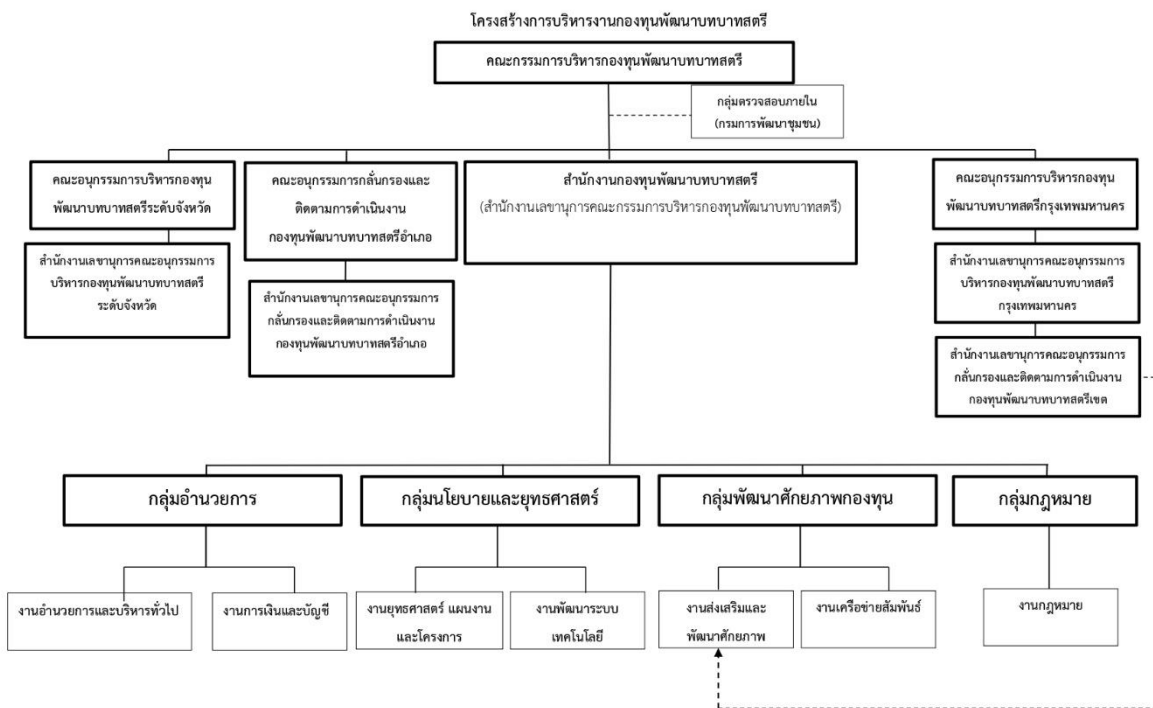 โครงสร้างการบริหารงานกองทุนพัฒนาบทบาทสตรี
คณะกรรมการบริหารกองทุนพัฒนาบทบาทสตรี
กลุ่มตรวจสอบภายใน
(กรมการพัฒนาชุมชน)
คณะอนุกรรมการบริหารกองทุน
พัฒนาบทบาทสตรีระดับจังหวัด
สำนักงานเลขานุการคณะอนุกรรมการ
บริหารกองทุนพัฒนาบทบาทสตรี
ระดับจังหวัด
คณะอนุกรรมการกลั่นกรองและ
ติดตามการดำเนินงาน
กองทุนพัฒนาบทบาทสตรีอำเภอ
สำนักงานเลขานุการคณะอนุกรรมการ
กลั่นกรองและติดตามการดำเนินงาน
กองทุนพัฒนาบทบาทสตรีอำเภอ
สำนักงานกองทุนพัฒนาบทบาทสตรี
(สำนักงานเลขานุการคณะกรรมการบริหารกองทุนพัฒนาบทบาทสตรี)
คณะอนุกรรมการบริหารกองทุน
พัฒนาบทบาทสตรีกรุงเทพมหานคร
สำนักงานเลขานุการคณะอนุกรรมการ
บริหารกองทุนพัฒนาบทบาทสตรี
กรุงเทพมหานคร
สำนักงานเลขานุการคณะอนุกรรมการ
กลั่นกรองและติดตามการดำเนินงาน
กองทุนพัฒนาบทบาทสตรีเขต
กลุ่มอำนวยการ
กลุ่มนโยบายและยุทธศาสตร์
กลุ่มพัฒนาศักยภาพกองทุน
กลุ่มกฎหมาย
งานอำนวยการและบริหารทั่วไป
งานการเงินและบัญชี
งานยุทธศาสตร์ แผนงาน
และโครงการ
งานพัฒนาระบบ
เทคโนโลยี
งานส่งเสริมและ
พัฒนาศักยภาพ
งานเครือข่ายสัมพันธ์
งานกฎหมาย